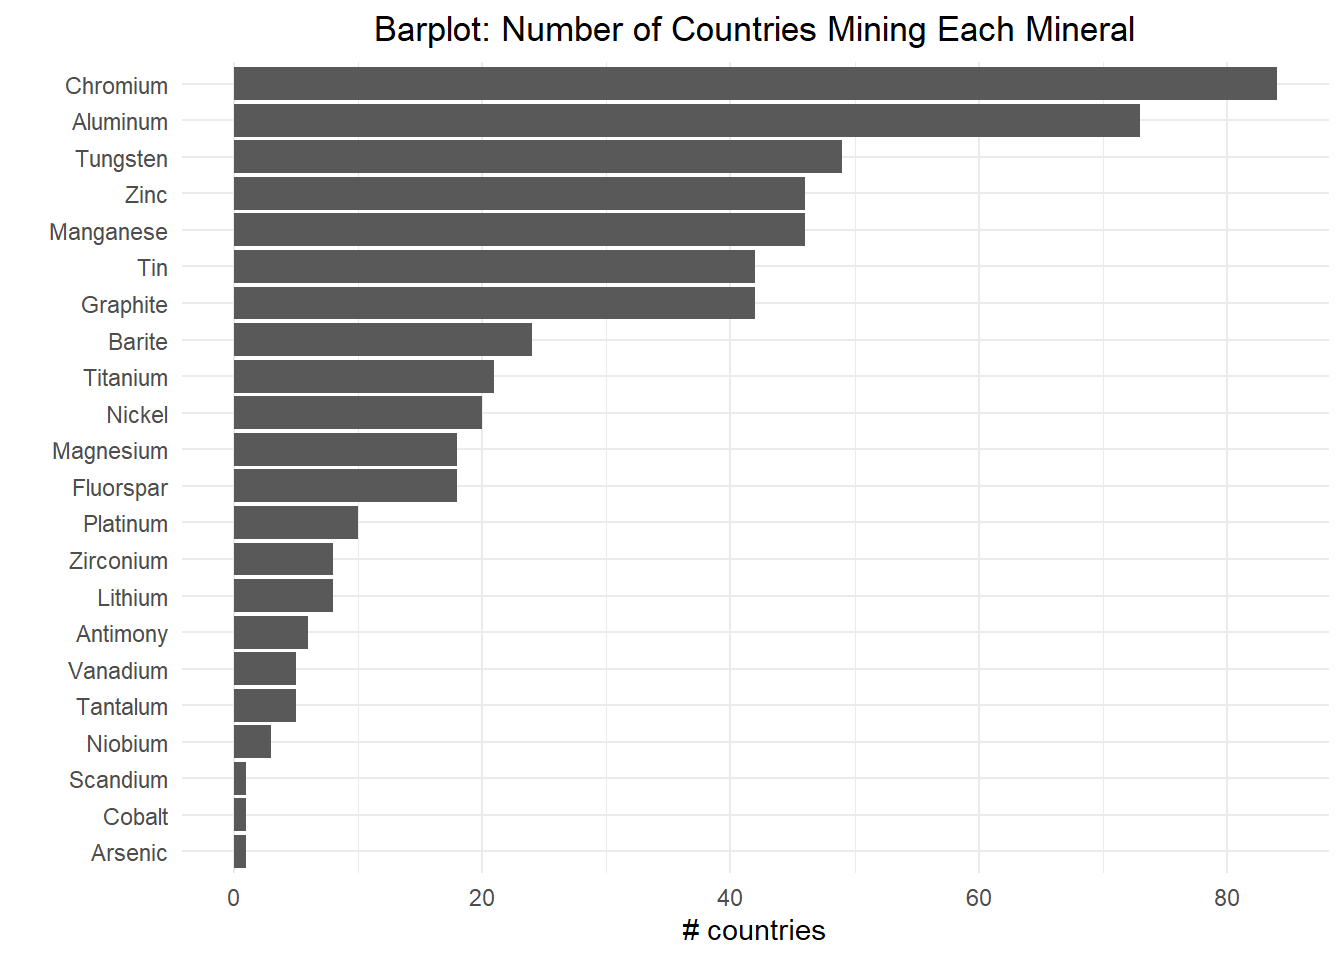 Barplot: Number of Countries Mining Each Mineral
Chromium
Aluminum
Tungsten
Zinc
Manganese
Tin
Graphite
Barite
Titanium
Nickel
Magnesium
Fluorspar
Platinum
Zirconium
Lithium
Antimony
Vanadium
Tantalum
Niobium
Scandium
Cobalt
Arsenic
0 20 40 60 80
# countries